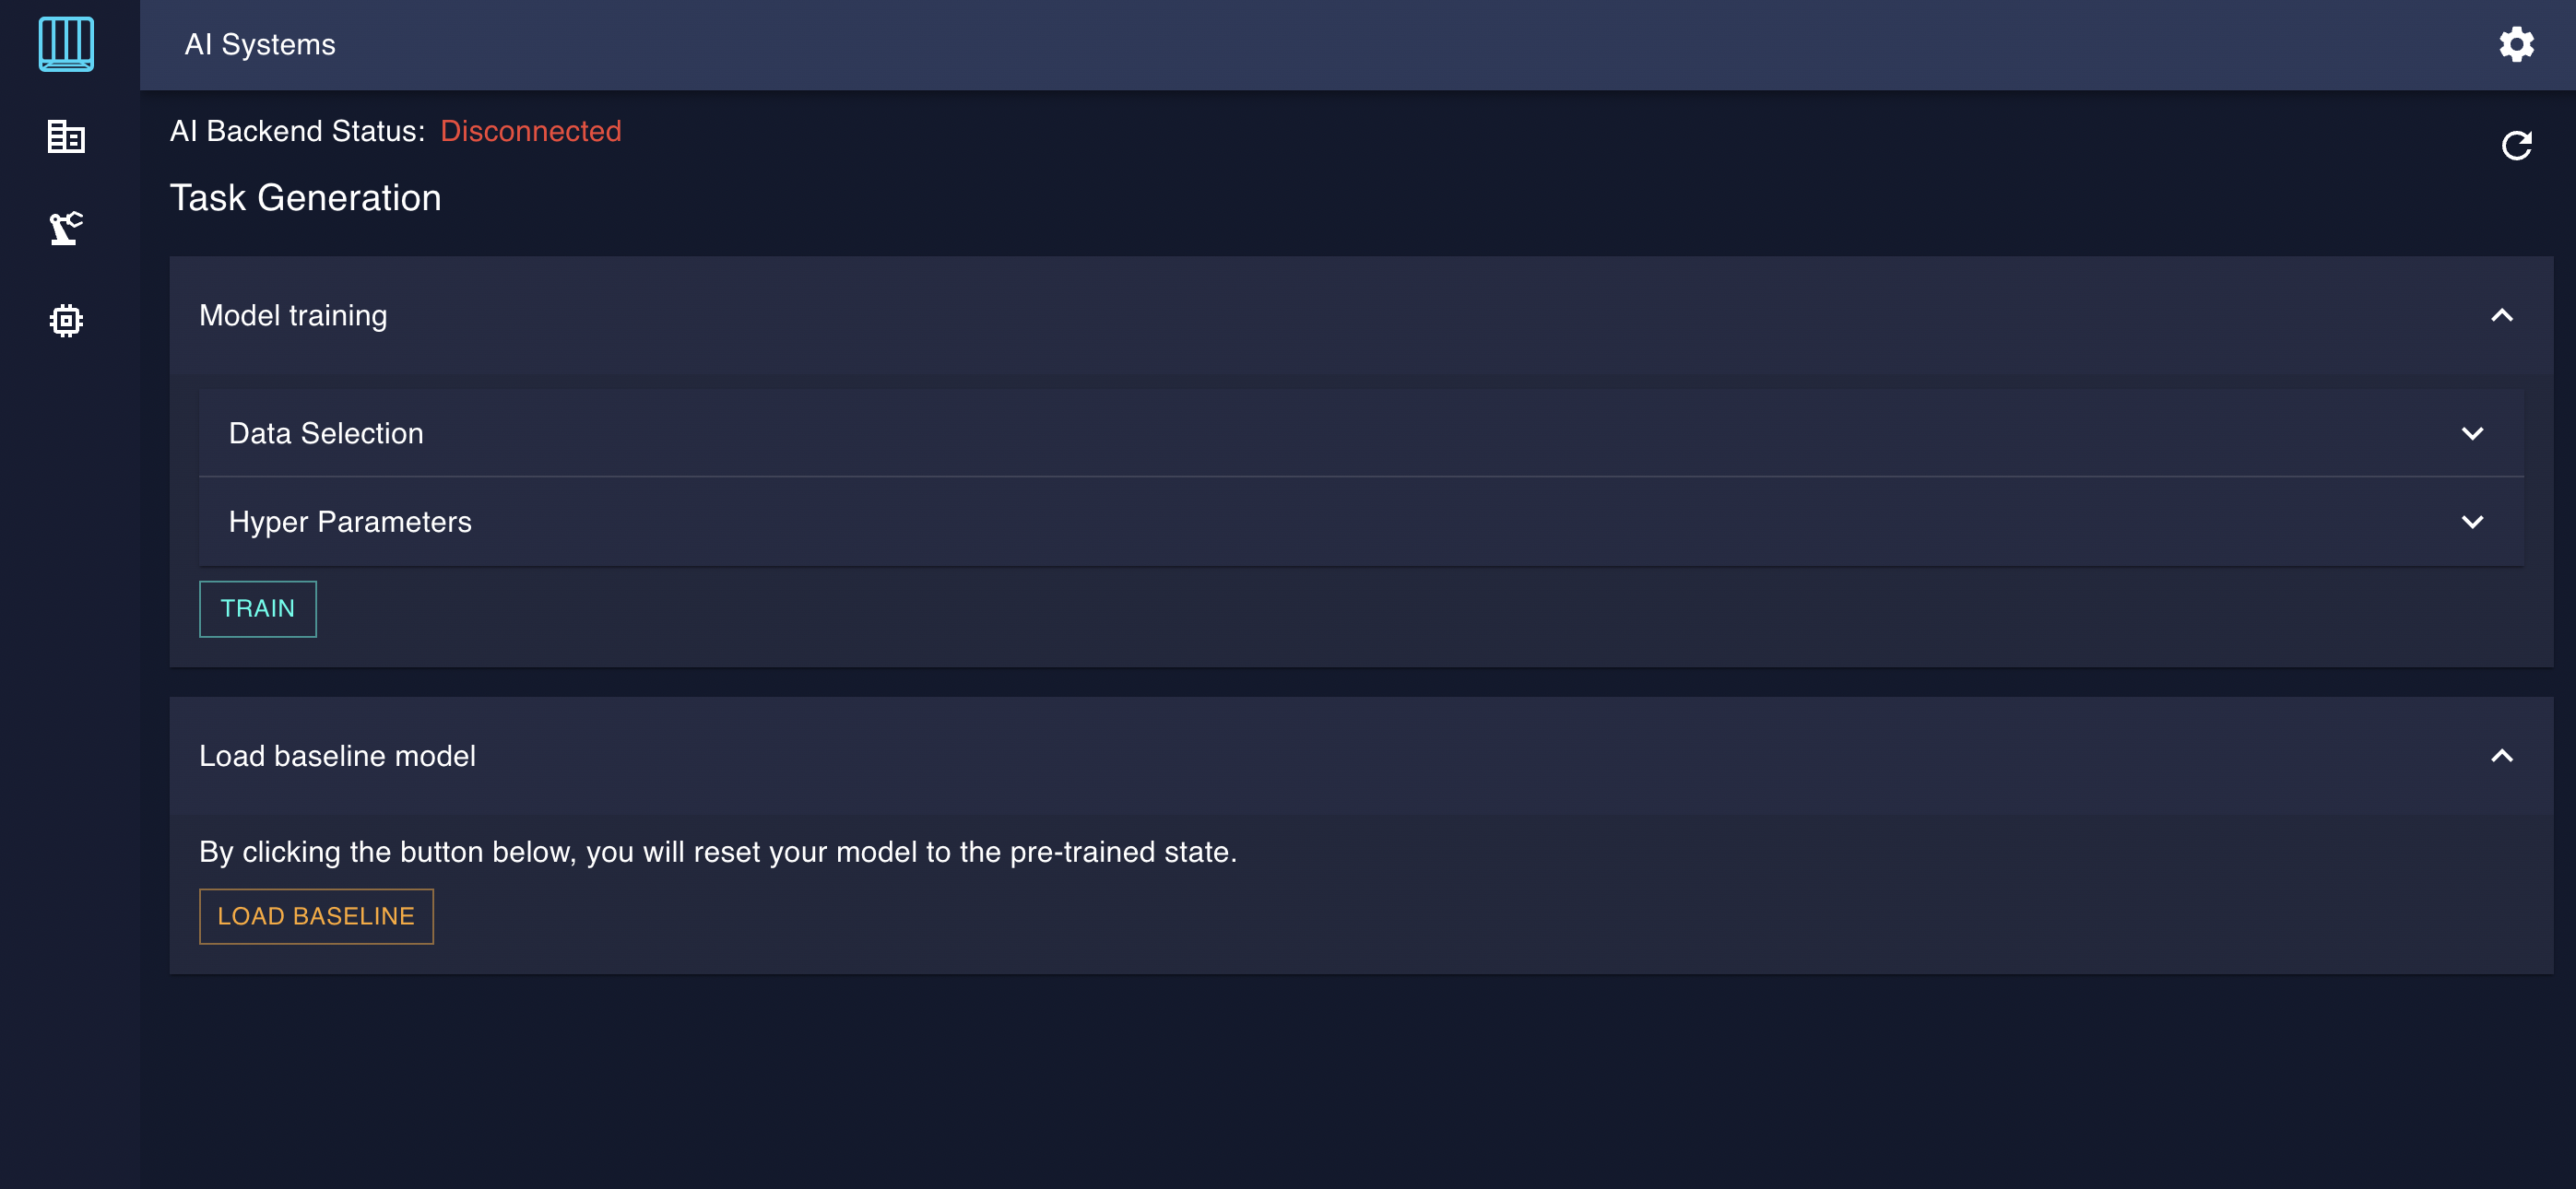 AI Systems
AI Backend Status: Disconnected
Task Generation
Model training
Data Selection
Hyper Parameters
TRAIN
Load baseline model
By clicking the button below, you will reset your model to the pre-trained state.
LOAD BASELINE